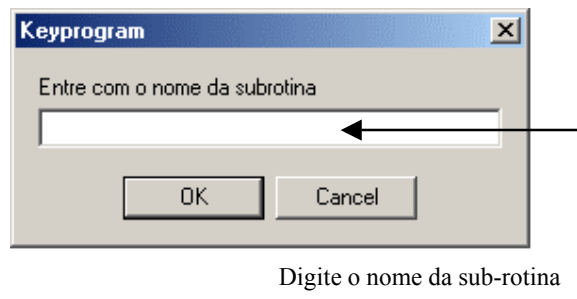 Keyprogram
Entre com o nome da subrotina
OK Cancel
Digite o nome da sub-rotina